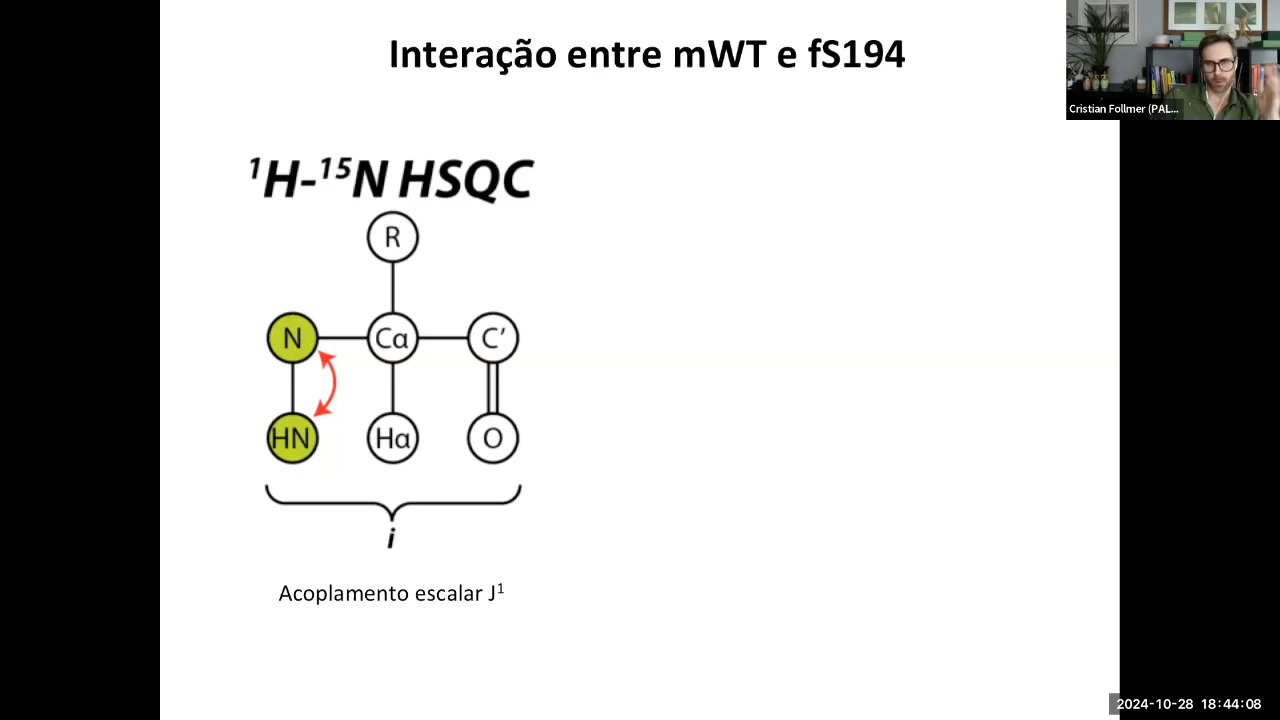 Interação entre mWT e fS194
Cristian Follmer (PAL...
¹H-¹⁵N HSQC
R
N Cα C′
HN Hα O
i
Acoplamento escalar J¹
2024-10-28 18:44:08